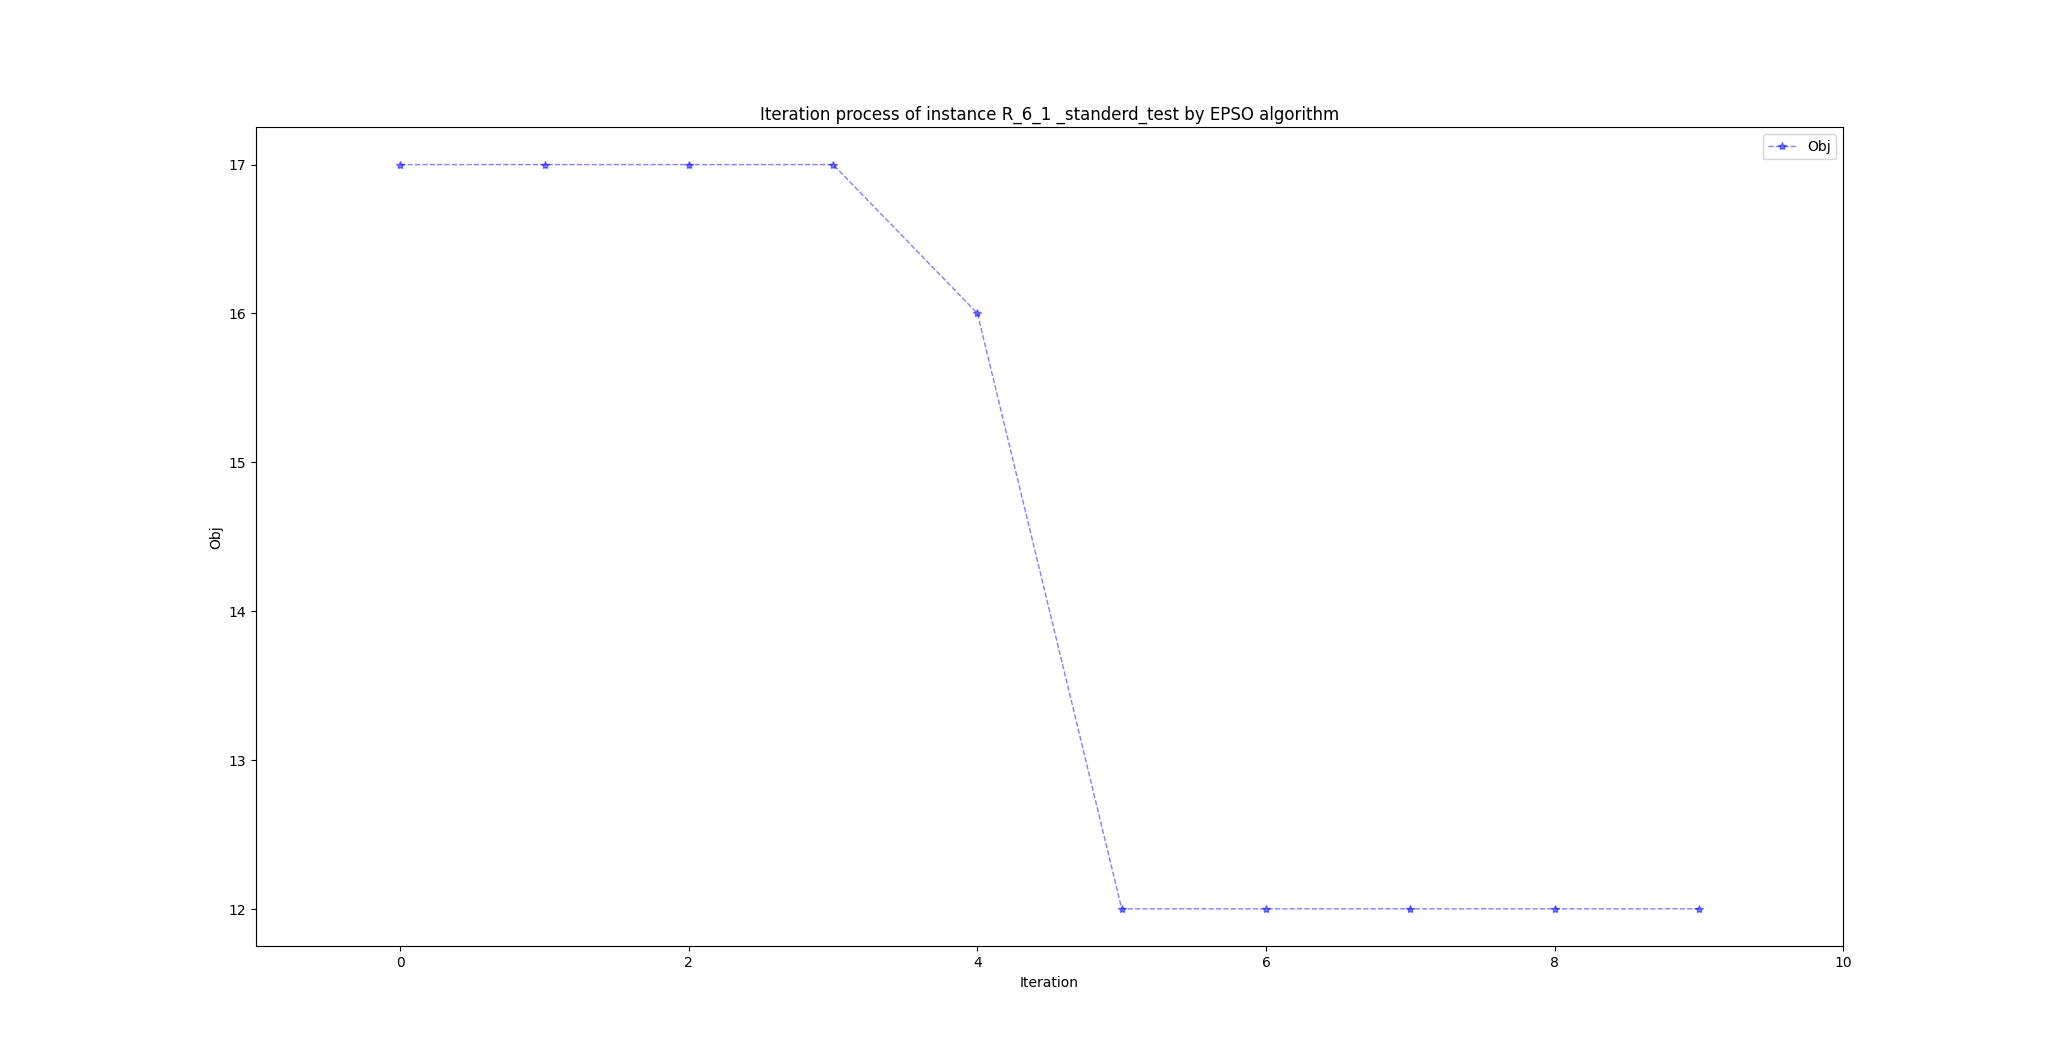 Iteration process of instance R_6_1 _standerd_test by EPSO algorithm
Obj
17
16
15
14
13
12
Obj
0 2 4 6 8 10
Iteration